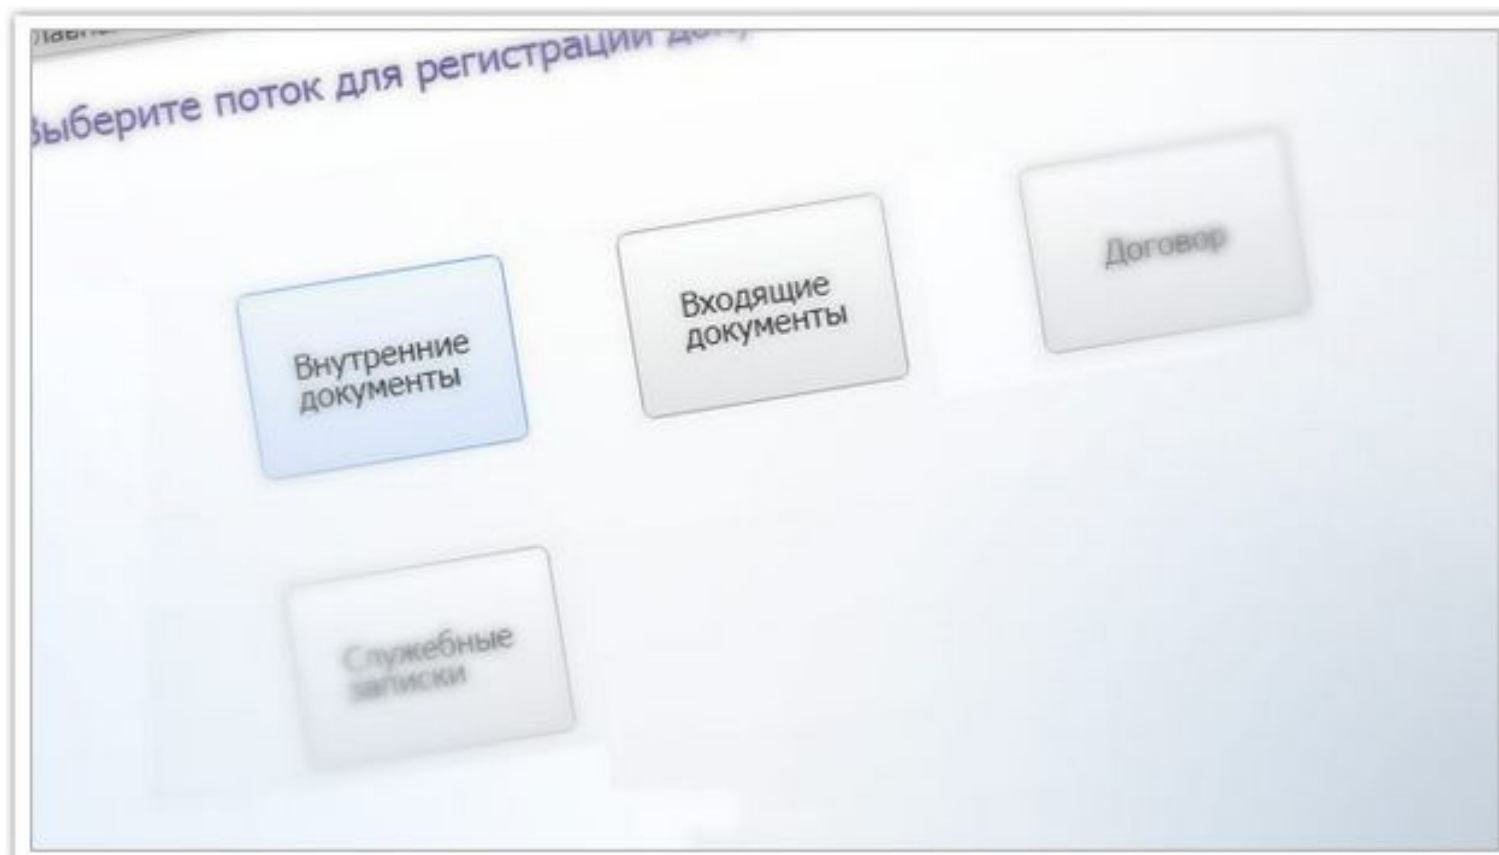 Выберите поток для регистрации
Внутренние
документы
Входящие
документы
Договор
Служебные
записки